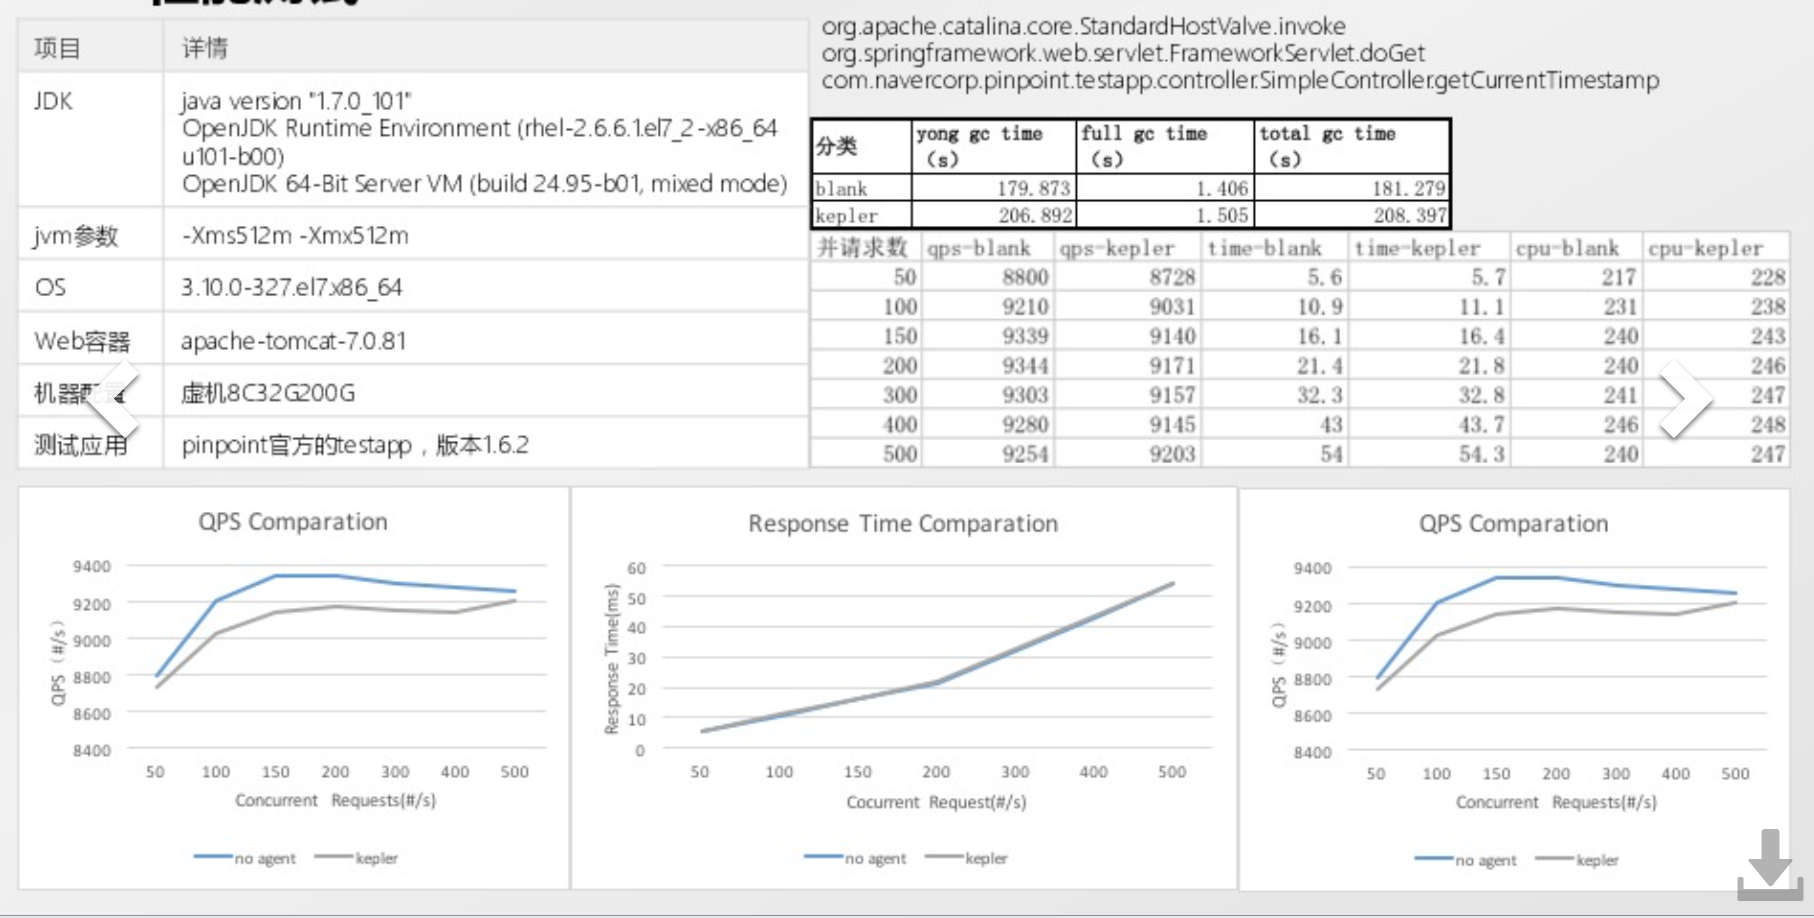 项目 详情
JDK java version "1.7.0_101"
OpenJDK Runtime Environment (rhel-2.6.6.1.el7_2-x86_64
u101-b00)
OpenJDK 64-Bit Server VM (build 24.95-b01, mixed mode)
jvm参数 -Xms512m -Xmx512m
OS 3.10.0-327.el7.x86_64
Web容器 apache-tomcat-7.0.81
机器配置 虚机8C32G200G
测试应用 pinpoint官方的testapp，版本1.6.2
org.apache.catalina.core.StandardHostValve.invoke
org.springframework.web.servlet.FrameworkServlet.doGet
com.navercorp.pinpoint.testapp.controller.SimpleController.getCurrentTimestamp
分类 yong gc time (s) full gc time (s) total gc time (s)
blank 179.873 1.406 181.279
kepler 206.892 1.505 208.397
并请求数 qps-blank qps-kepler time-blank time-kepler cpu-blank cpu-kepler
50 8800 8728 5.6 5.7 217 228
100 9210 9031 10.9 11.1 231 238
150 9339 9140 16.1 16.4 240 243
200 9344 9171 21.4 21.8 240 246
300 9303 9157 32.3 32.8 241 247
400 9280 9145 43 43.7 246 248
500 9254 9203 54 54.3 240 247
QPS Comparation
QPS（#/s）
9400
9200
9000
8800
8600
8400
50 100 150 200 300 400 500
Concurrent Requests(#/s)
no agent kepler
Response Time Comparation
Response Time(ms)
60
50
40
30
20
10
0
50 100 150 200 300 400 500
Cocurrent Request(#/s)
no agent kepler
QPS Comparation
QPS（#/s）
9400
9200
9000
8800
8600
8400
50 100 150 200 300 400 500
Concurrent Requests(#/s)
no agent kepler